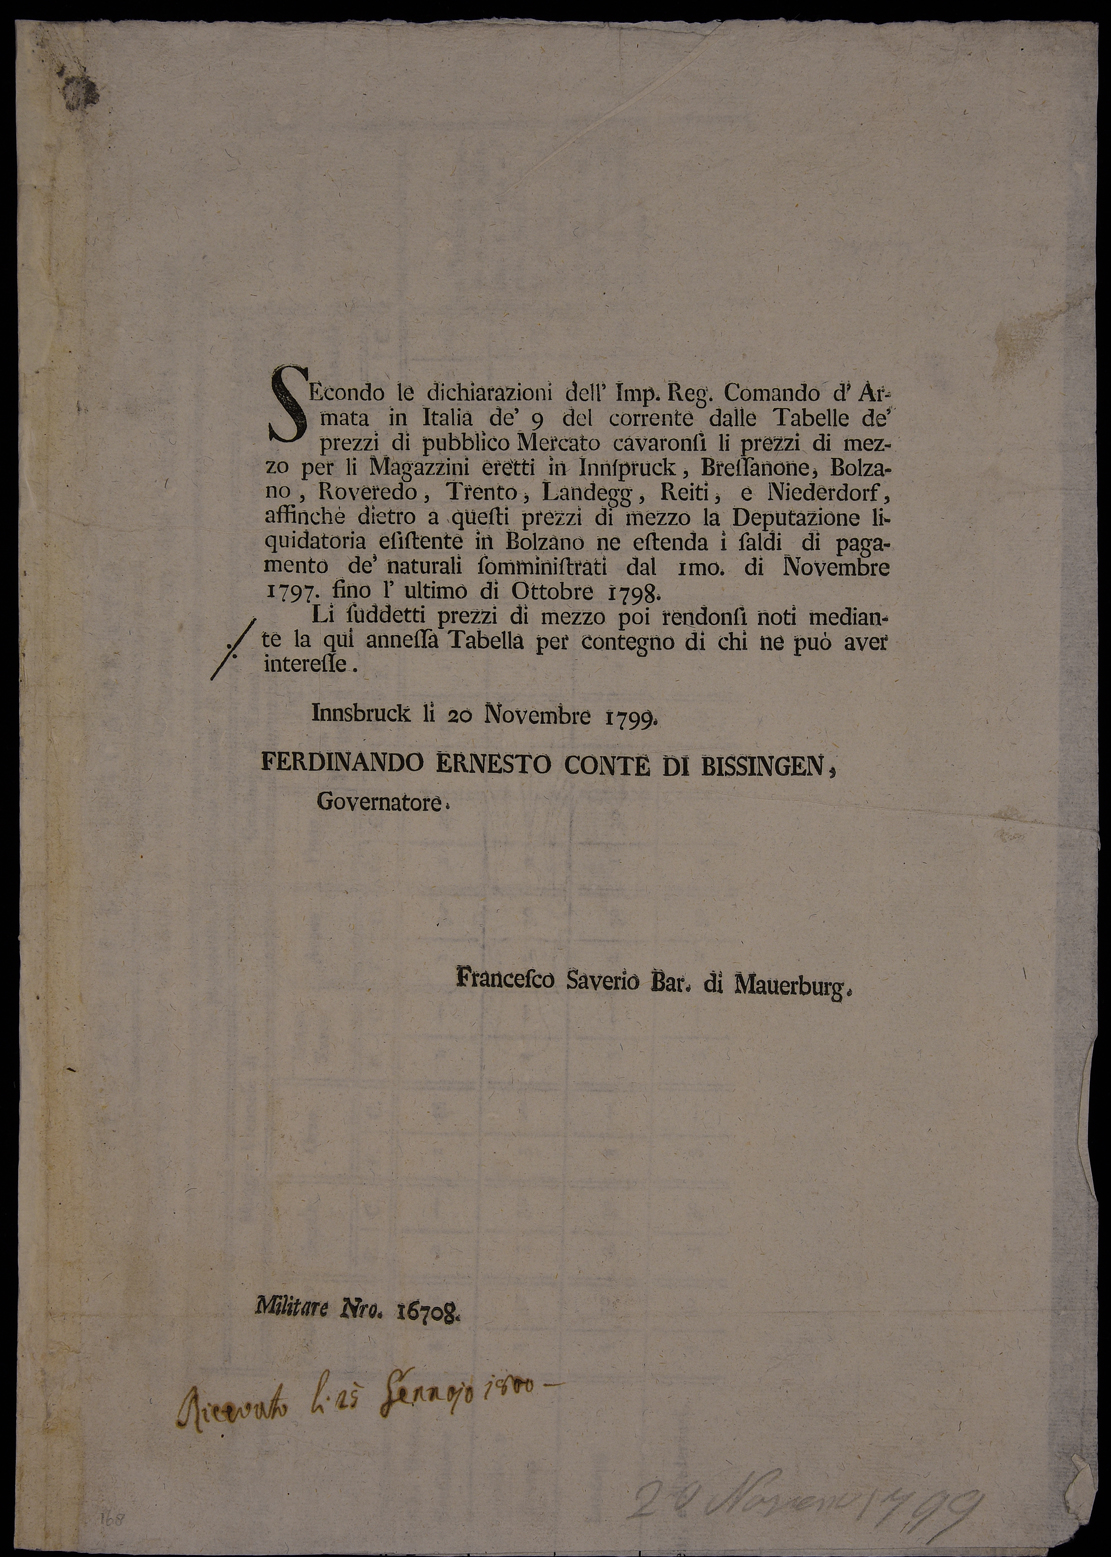 SEcondo le dichiarazioni dell' Imp. Reg. Comando d' Ar-
mata in Italia de' 9 del corrente dalle Tabelle de'
prezzi di pubblico Mercato cavaronſi li prezzi di mez-
zo per li Magazzini eretti in Innſpruck, Breſſanone, Bolza-
no, Roveredo, Trento, Landegg, Reiti, e Niederdorf,
affinchè dietro a queſti prezzi di mezzo la Deputazione li-
quidatoria eſiſtente in Bolzano ne eſtenda i ſaldi di paga-
mento de' naturali ſomminiſtrati dal 1mo. di Novembre
1797. fino l' ultimo di Ottobre 1798.
Li ſuddetti prezzi di mezzo poi rendonſi noti median-
./. te la qui anneſſa Tabella per contegno di chi ne può aver
intereſſe.
Innsbruck li 20 Novembre 1799.
FERDINANDO ERNESTO CONTE DI BISSINGEN,
Governatore.
Franceſco Saverio Bar. di Mauerburg.
Militare Nro. 16708.
Ricevuto li 25 Gennajo 1800 —
20 Novem 1799
168